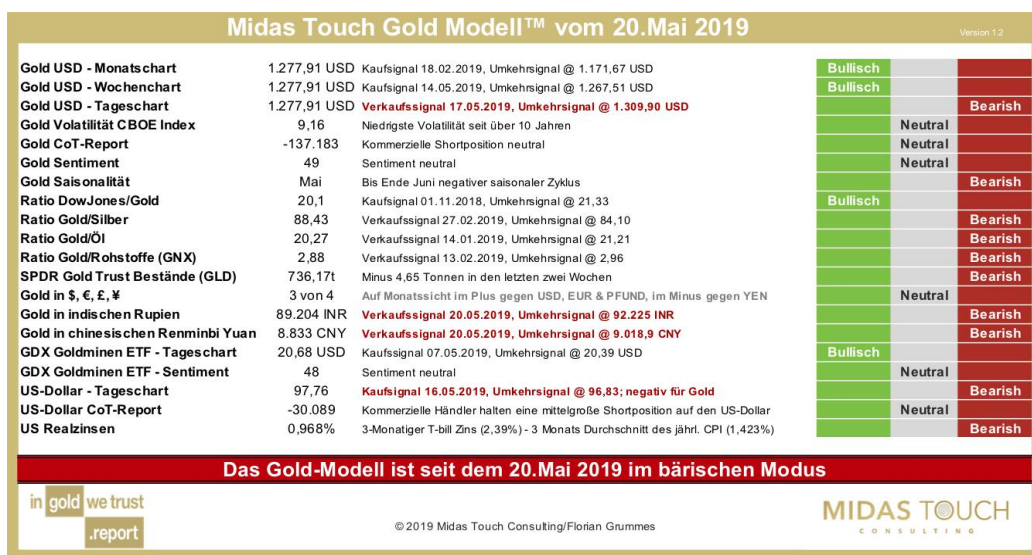 Midas Touch Gold Modell™ vom 20.Mai 2019
Version 1.2
Gold USD - Monatschart 1.277,91 USD Kaufsignal 18.02.2019, Umkehrsignal @ 1.171,67 USD Bullisch
Gold USD - Wochenchart 1.277,91 USD Kaufsignal 14.05.2019, Umkehrsignal @ 1.267,51 USD Bullisch
Gold USD - Tageschart 1.277,91 USD Verkaufssignal 17.05.2019, Umkehrsignal @ 1.309,90 USD Bearish
Gold Volatilität CBOE Index 9,16 Niedrigste Volatilität seit über 10 Jahren Neutral
Gold CoT-Report -137.183 Kommerzielle Shortposition neutral Neutral
Gold Sentiment 49 Sentiment neutral Neutral
Gold Saisonalität Mai Bis Ende Juni negativer saisonaler Zyklus Bearish
Ratio DowJones/Gold 20,1 Kaufsignal 01.11.2018, Umkehrsignal @ 21,33 Bullisch
Ratio Gold/Silber 88,43 Verkaufssignal 27.02.2019, Umkehrsignal @ 84,10 Bearish
Ratio Gold/Öl 20,27 Verkaufssignal 14.01.2019, Umkehrsignal @ 21,21 Bearish
Ratio Gold/Rohstoffe (GNX) 2,88 Verkaufssignal 13.02.2019, Umkehrsignal @ 2,96 Bearish
SPDR Gold Trust Bestände (GLD) 736,17t Minus 4,65 Tonnen in den letzten zwei Wochen Bearish
Gold in $, €, £, ¥ 3 von 4 Auf Monatssicht im Plus gegen USD, EUR & PFUND, im Minus gegen YEN Neutral
Gold in indischen Rupien 89.204 INR Verkaufssignal 20.05.2019, Umkehrsignal @ 92.225 INR Bearish
Gold in chinesischen Renminbi Yuan 8.833 CNY Verkaufssignal 20.05.2019, Umkehrsignal @ 9.018,9 CNY Bearish
GDX Goldminen ETF - Tageschart 20,68 USD Kaufssignal 07.05.2019, Umkehrsignal @ 20,39 USD Bullisch
GDX Goldminen ETF - Sentiment 48 Sentiment neutral Neutral
US-Dollar - Tageschart 97,76 Kaufsignal 16.05.2019, Umkehrsignal @ 96,83; negativ für Gold Bearish
US-Dollar CoT-Report -30.089 Kommerzielle Händler halten eine mittelgroße Shortposition auf den US-Dollar Neutral
US Realzinsen 0,968% 3-Monatiger T-bill Zins (2,39%) - 3 Monats Durchschnitt des jährl. CPI (1,423%) Bearish
Das Gold-Modell ist seit dem 20.Mai 2019 im bärischen Modus
in gold we trust
.report
© 2019 Midas Touch Consulting/Florian Grummes
MIDAS TOUCH
CONSULTING